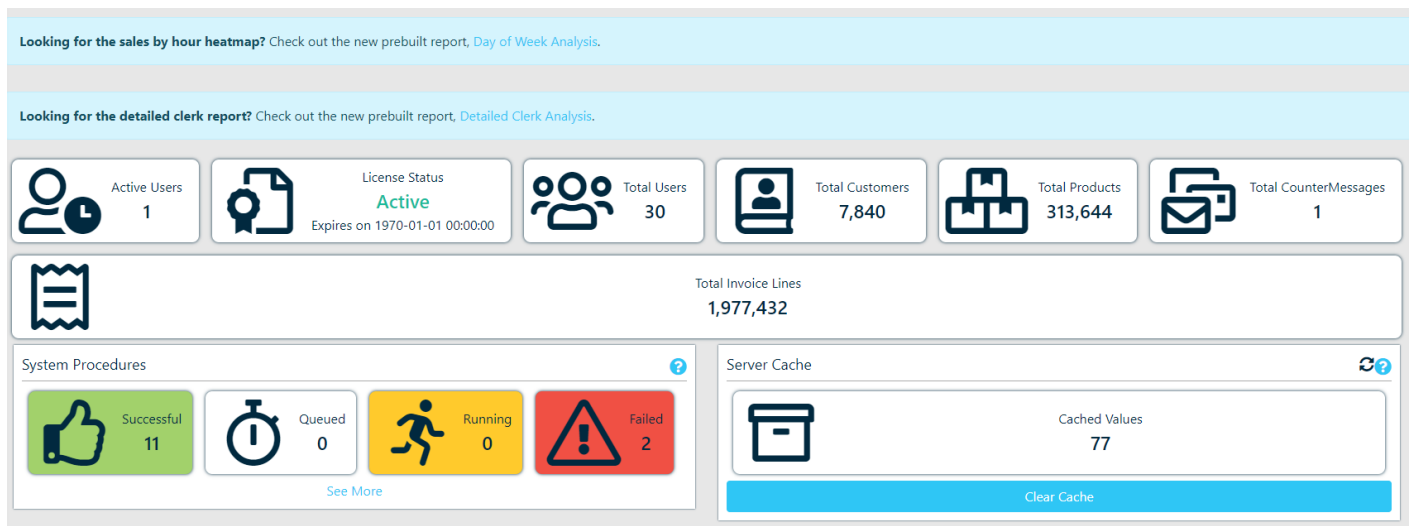 Looking for the sales by hour heatmap? Check out the new prebuilt report, Day of Week Analysis.
Looking for the detailed clerk report? Check out the new prebuilt report, Detailed Clerk Analysis.
Active Users
1
License Status
Active
Expires on 1970-01-01 00:00:00
Total Users
30
Total Customers
7,840
Total Products
313,644
Total CounterMessages
1
Total Invoice Lines
1,977,432
System Procedures
?
Successful
11
Queued
0
Running
0
Failed
2
See More
Server Cache
?
Cached Values
77
Clear Cache